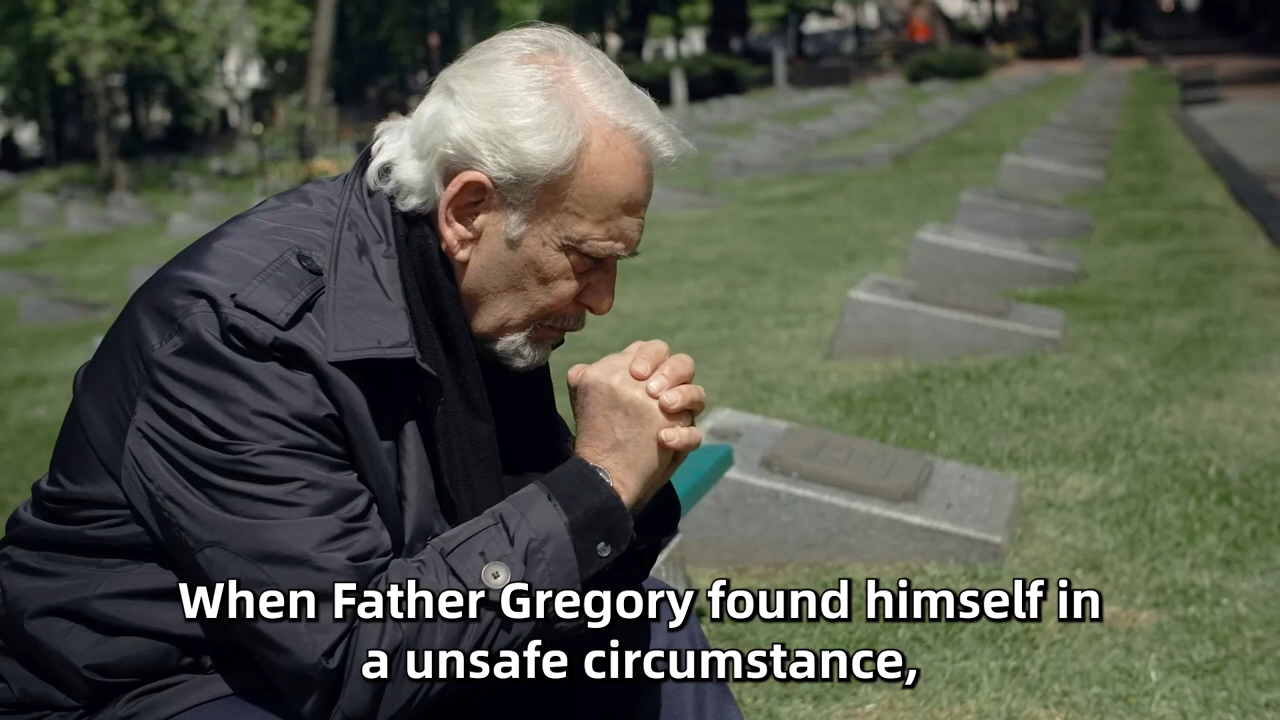 When Father Gregory found himself in
a unsafe circumstance,